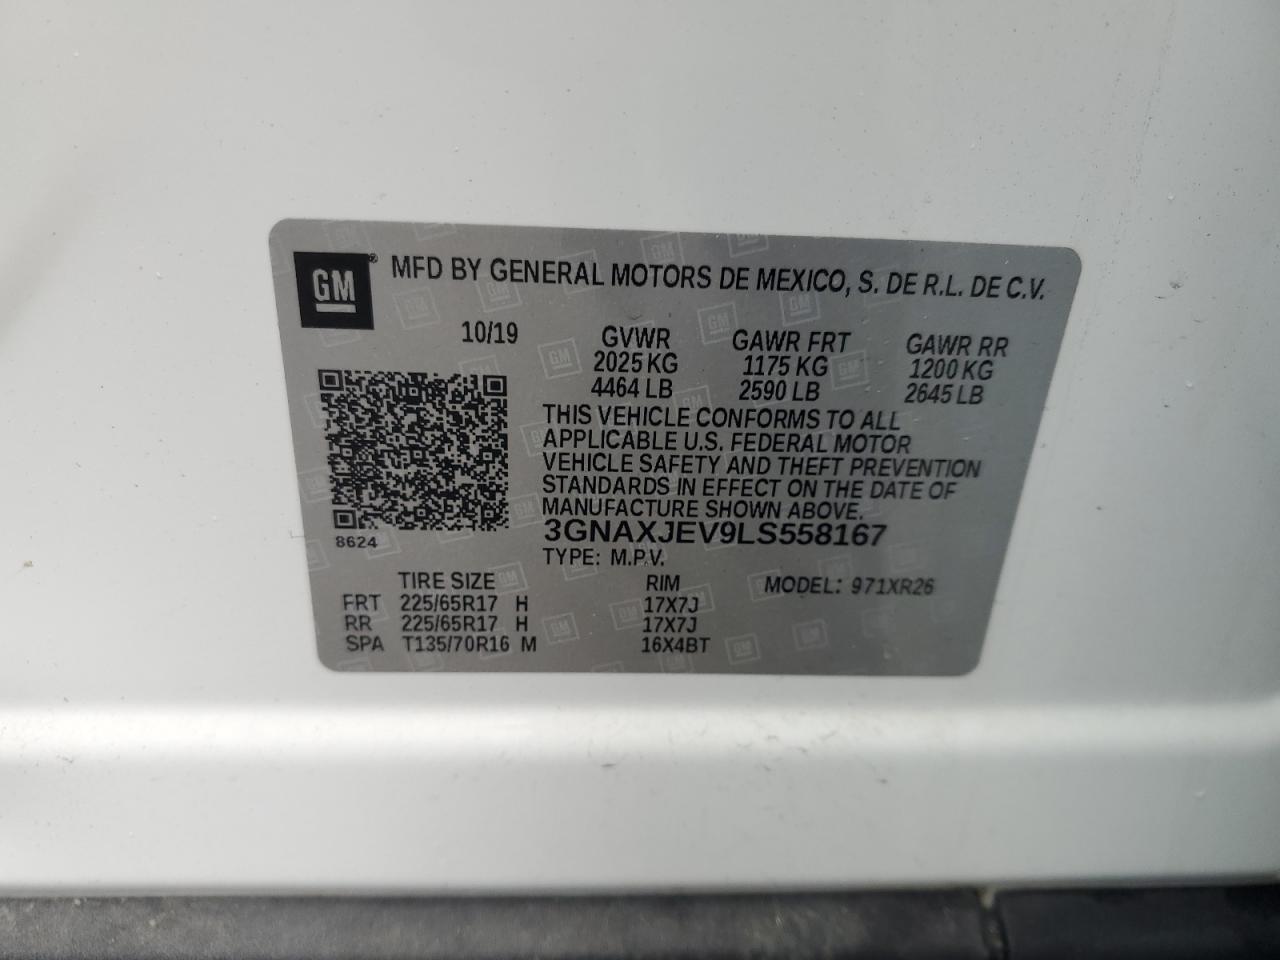 GM ® MFD BY GENERAL MOTORS DE MEXICO, S. DE R.L. DE C.V.
10/19 GVWR GAWR FRT GAWR RR
2025 KG 1175 KG 1200 KG
4464 LB 2590 LB 2645 LB
THIS VEHICLE CONFORMS TO ALL
APPLICABLE U.S. FEDERAL MOTOR
VEHICLE SAFETY AND THEFT PREVENTION
STANDARDS IN EFFECT ON THE DATE OF
MANUFACTURE SHOWN ABOVE.
8624 3GNAXJEV9LS558167
TYPE: M.P.V.
TIRE SIZE RIM MODEL: 971XR26
FRT 225/65R17 H 17X7J
RR 225/65R17 H 17X7J
SPA T135/70R16 M 16X4BT